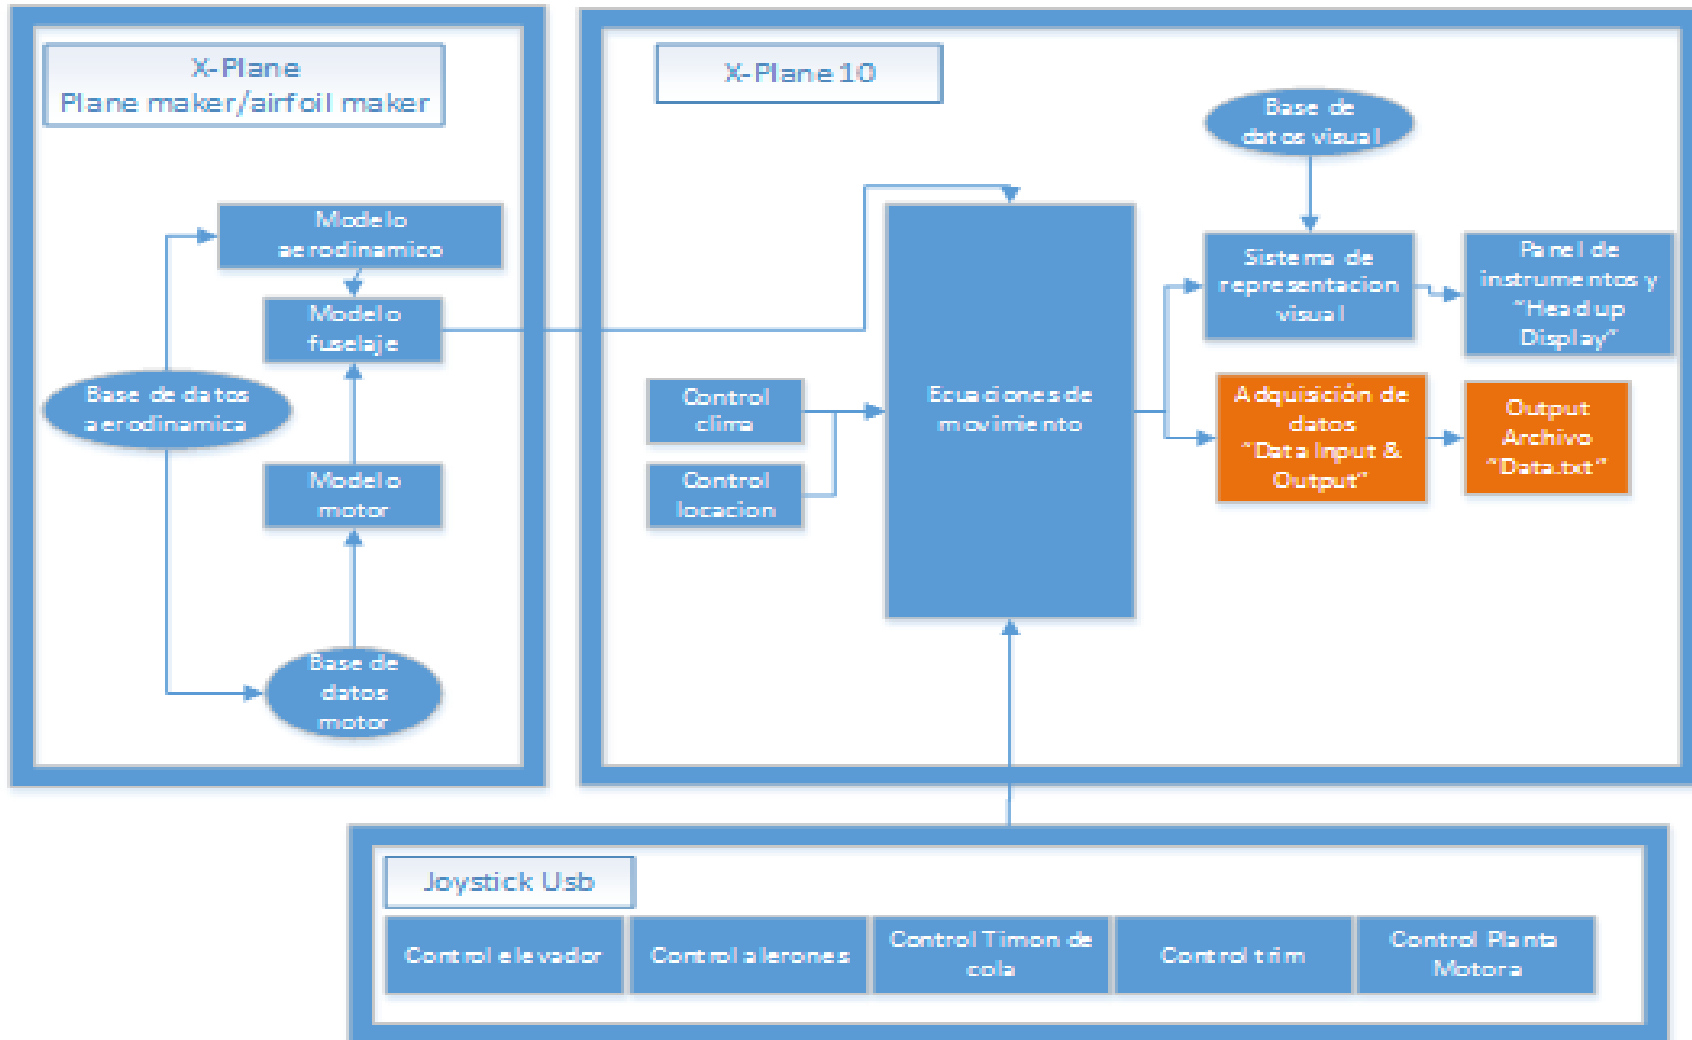 X-Plane
Plane maker/airfoil maker
Modelo
aerodinamico
Modelo
fuselaje
Base de datos
aerodinamica
Modelo
motor
Base de
datos
motor
X-Plane 10
Base de
datos visual
Sistema de
representacion
visual
Panel de
instrumentos y
“Head up
Display”
Control
clima
Control
locacion
Ecuaciones de
movimiento
Adquisición de
datos
“Data Input &
Output”
Output
Archivo
“Data.txt”
Joystick Usb
Control elevador
Control alerones
Control Timon de
cola
Control trim
Control Planta
Motora